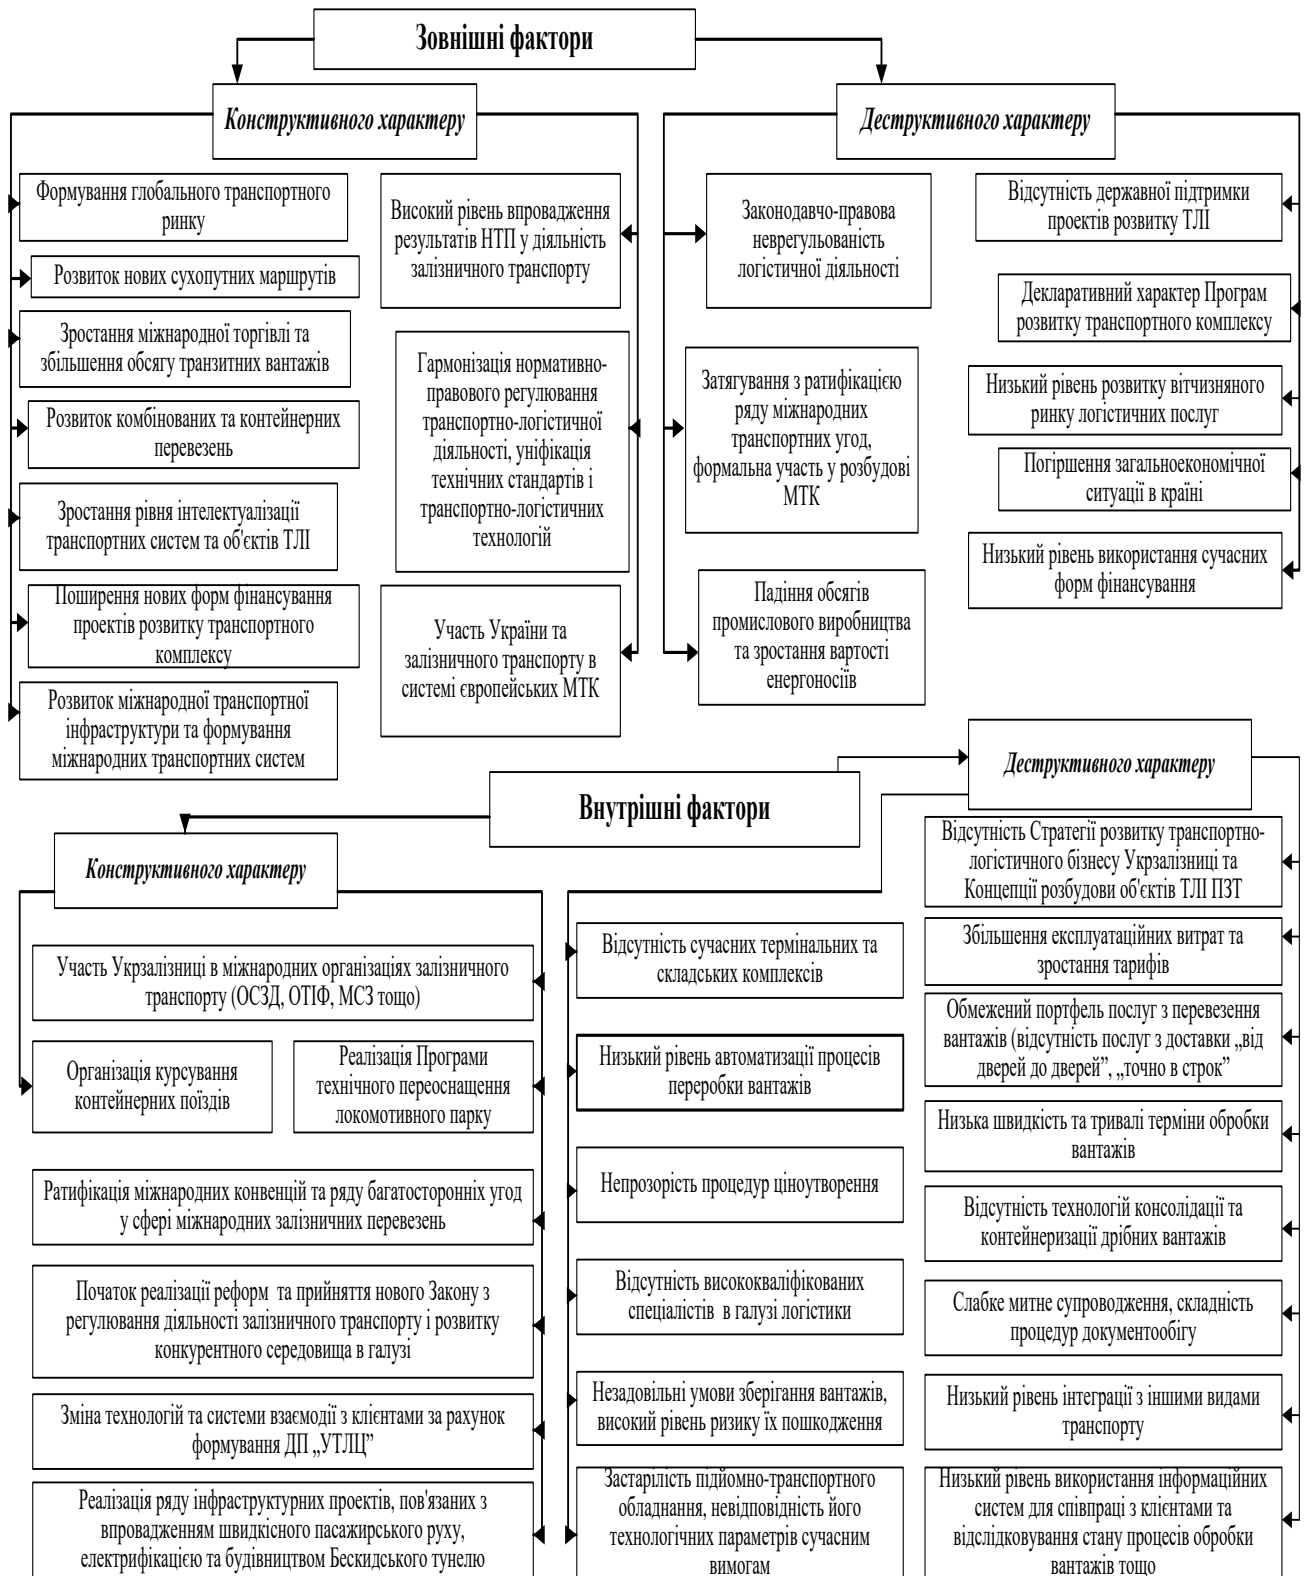 Зовнішні фактори
Конструктивного характеру
Деструктивного характеру
Формування глобального транспортного
ринку
Розвиток нових сухопутних маршрутів
Зростання міжнародної торгівлі та
збільшення обсягу транзитних вантажів
Розвиток комбінованих та контейнерних
перевезень
Зростання рівня інтелектуалізації
транспортних систем та об'єктів ТЛІ
Поширення нових форм фінансування
проектів розвитку транспортного
комплексу
Розвиток міжнародної транспортної
інфраструктури та формування
міжнародних транспортних систем
Високий рівень впровадження
результатів НТП у діяльність
залізничного транспорту
Гармонізація нормативно-
правового регулювання
транспортно-логістичної
діяльності, уніфікація
технічних стандартів і
транспортно-логістичних
технологій
Участь України та
залізничного транспорту в
системі європейських МТК
Законодавчо-правова
неврегульованість
логістичної діяльності
Затягування з ратифікацією
ряду міжнародних
транспортних угод,
формальна участь у розбудові
МТК
Падіння обсягів
промислового виробництва
та зростання вартості
енергоносіїв
Відсутність державної підтримки
проектів розвитку ТЛІ
Декларативний характер Програм
розвитку транспортного комплексу
Низький рівень розвитку вітчизняного
ринку логістичних послуг
Погіршення загальноекономічної
ситуації в країні
Низький рівень використання сучасних
форм фінансування
Внутрішні фактори
Конструктивного характеру
Деструктивного характеру
Участь Укрзалізниці в міжнародних організаціях залізничного
транспорту (ОСЗД, ОТІФ, МСЗ тощо)
Організація курсування
контейнерних поїздів
Реалізація Програми
технічного переоснащення
локомотивного парку
Ратифікація міжнародних конвенцій та ряду багатосторонніх угод
у сфері міжнародних залізничних перевезень
Початок реалізації реформ та прийняття нового Закону з
регулювання діяльності залізничного транспорту і розвитку
конкурентного середовища в галузі
Зміна технологій та системи взаємодії з клієнтами за рахунок
формування ДП „УТЛЦ”
Реалізація ряду інфраструктурних проектів, пов'язаних з
впровадженням швидкісного пасажирського руху,
електрифікацією та будівництвом Бескидського тунелю
Відсутність сучасних термінальних та
складських комплексів
Низький рівень автоматизації процесів
переробки вантажів
Непрозорість процедур ціноутворення
Відсутність висококваліфікованих
спеціалістів в галузі логістики
Незадовільні умови зберігання вантажів,
високий рівень ризику їх пошкодження
Застарілість підйомно-транспортного
обладнання, невідповідність його
технологічних параметрів сучасним
вимогам
Відсутність Стратегії розвитку транспортно-
логістичного бізнесу Укрзалізниці та
Концепції розбудови об'єктів ТЛІ ПЗТ
Збільшення експлуатаційних витрат та
зростання тарифів
Обмежений портфель послуг з перевезення
вантажів (відсутність послуг з доставки „від
дверей до дверей”, „точно в строк”
Низька швидкість та тривалі терміни обробки
вантажів
Відсутність технологій консолідації та
контейнеризації дрібних вантажів
Слабке митне супроводження, складність
процедур документообігу
Низький рівень інтеграції з іншими видами
транспорту
Низький рівень використання інформаційних
систем для співпраці з клієнтами та
відслідковування стану процесів обробки
вантажів тощо